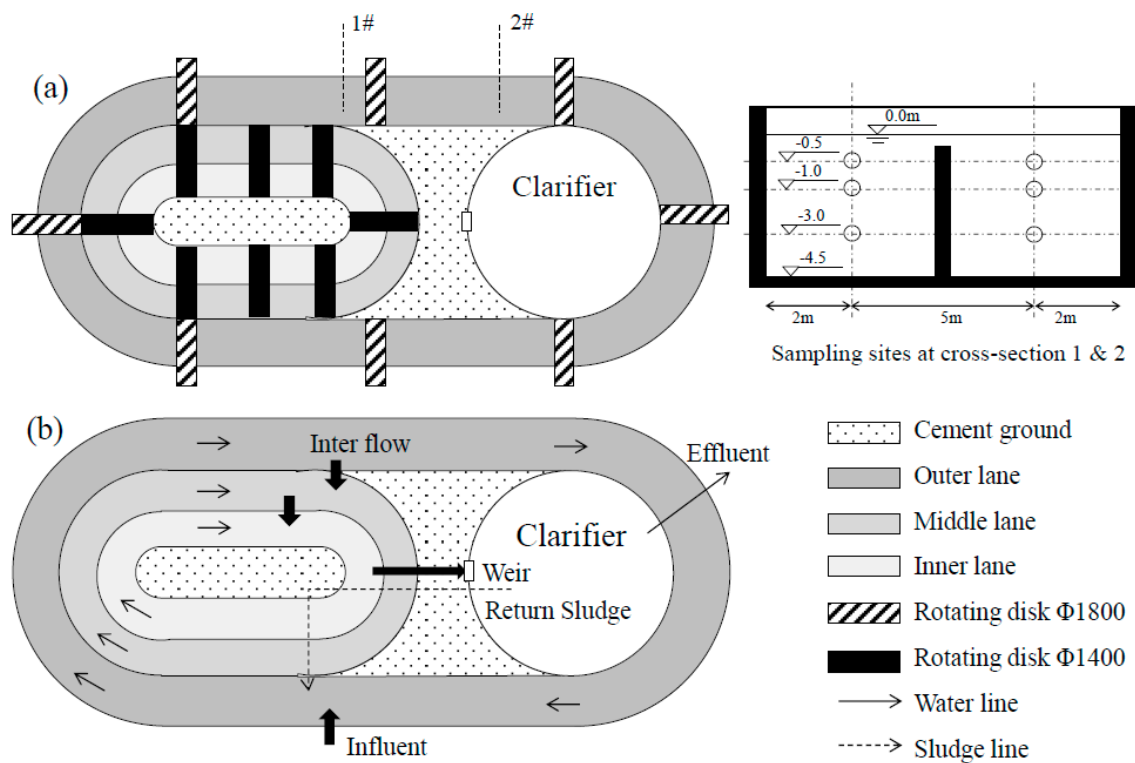 1#
2#
(a)
Clarifier
0.0m
-0.5
-1.0
-3.0
-4.5
2m
5m
2m
Sampling sites at cross-section 1 & 2
(b)
Inter flow
Effluent
Clarifier
Weir
Return Sludge
Influent
Cement ground
Outer lane
Middle lane
Inner lane
Rotating disk Φ1800
Rotating disk Φ1400
Water line
Sludge line